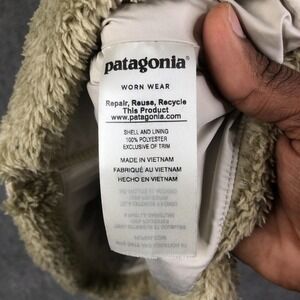 patagonia®
WORN WEAR
Repair, Reuse, Recycle
This Product
www.patagonia.com
SHELL AND LINING
100% POLYESTER
EXCLUSIVE OF TRIM
MADE IN VIETNAM
FABRIQUÉ AU VIETNAM
HECHO EN VIETNAM